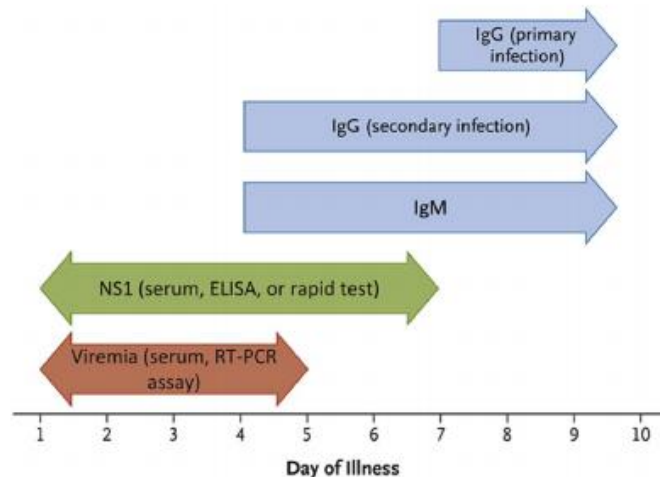 IgG (primary
infection)
IgG (secondary infection)
IgM
NS1 (serum, ELISA, or rapid test)
Viremia (serum, RT-PCR
assay)
1 2 3 4 5 6 7 8 9 10
Day of Illness